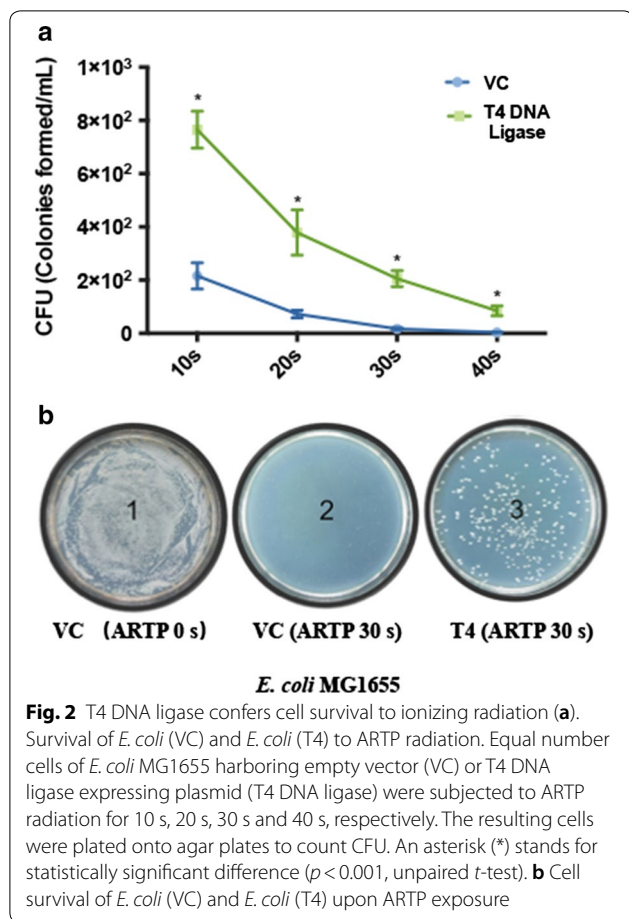 a
1×10³
8×10²
6×10²
4×10²
2×10²
0
CFU (Colonies formed/mL)
* * * *
VC
T4 DNA
Ligase
10s 20s 30s 40s
b
1 2 3
VC (ARTP 0 s) VC (ARTP 30 s) T4 (ARTP 30 s)
E. coli MG1655
Fig. 2 T4 DNA ligase confers cell survival to ionizing radiation (a).
Survival of E. coli (VC) and E. coli (T4) to ARTP radiation. Equal number
cells of E. coli MG1655 harboring empty vector (VC) or T4 DNA
ligase expressing plasmid (T4 DNA ligase) were subjected to ARTP
radiation for 10 s, 20 s, 30 s and 40 s, respectively. The resulting cells
were plated onto agar plates to count CFU. An asterisk (*) stands for
statistically significant difference (p < 0.001, unpaired t-test). b Cell
survival of E. coli (VC) and E. coli (T4) upon ARTP exposure